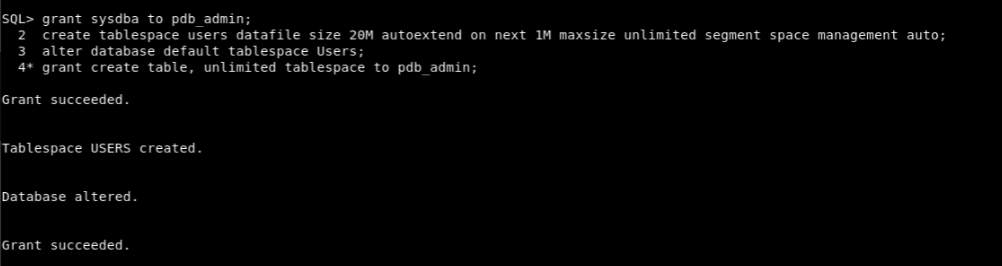 SQL> grant sysdba to pdb_admin;
2 create tablespace users datafile size 20M autoextend on next 1M maxsize unlimited segment space management auto;
3 alter database default tablespace Users;
4* grant create table, unlimited tablespace to pdb_admin;
Grant succeeded.
Tablespace USERS created.
Database altered.
Grant succeeded.